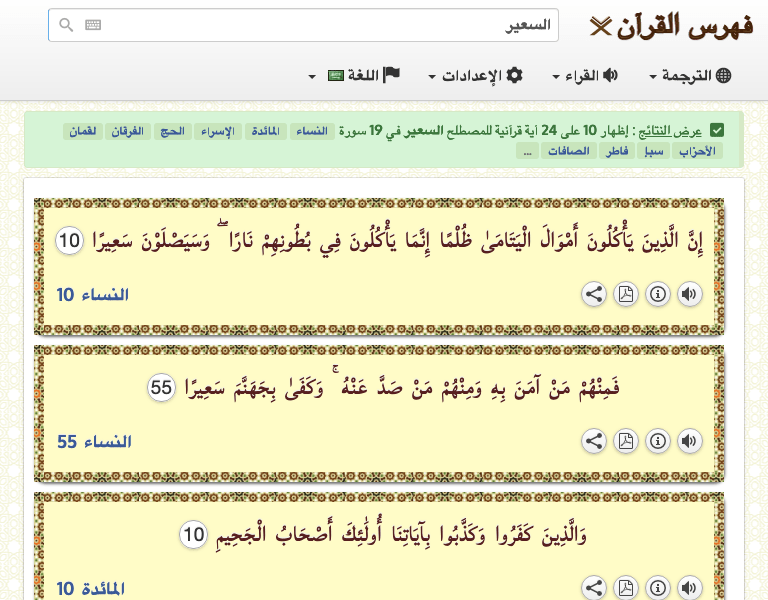 فهرس القرآن
السعير
الترجمة القراء الإعدادات اللغة
عرض النتائج : إظهار 10 على 24 آية قرآنية للمصطلح السعير في 19 سورة النساء المائدة الإسراء الحج الفرقان لقمان
الأحزاب سبإ فاطر الصافات ...
إِنَّ الَّذِينَ يَأْكُلُونَ أَمْوَالَ الْيَتَامَىٰ ظُلْمًا إِنَّمَا يَأْكُلُونَ فِي بُطُونِهِمْ نَارًا ۖ وَسَيَصْلَوْنَ سَعِيرًا 10
النساء 10
فَمِنْهُمْ مَنْ آمَنَ بِهِ وَمِنْهُمْ مَنْ صَدَّ عَنْهُ ۚ وَكَفَىٰ بِجَهَنَّمَ سَعِيرًا 55
النساء 55
وَالَّذِينَ كَفَرُوا وَكَذَّبُوا بِآيَاتِنَا أُولَٰئِكَ أَصْحَابُ الْجَحِيمِ 10
المائدة 10